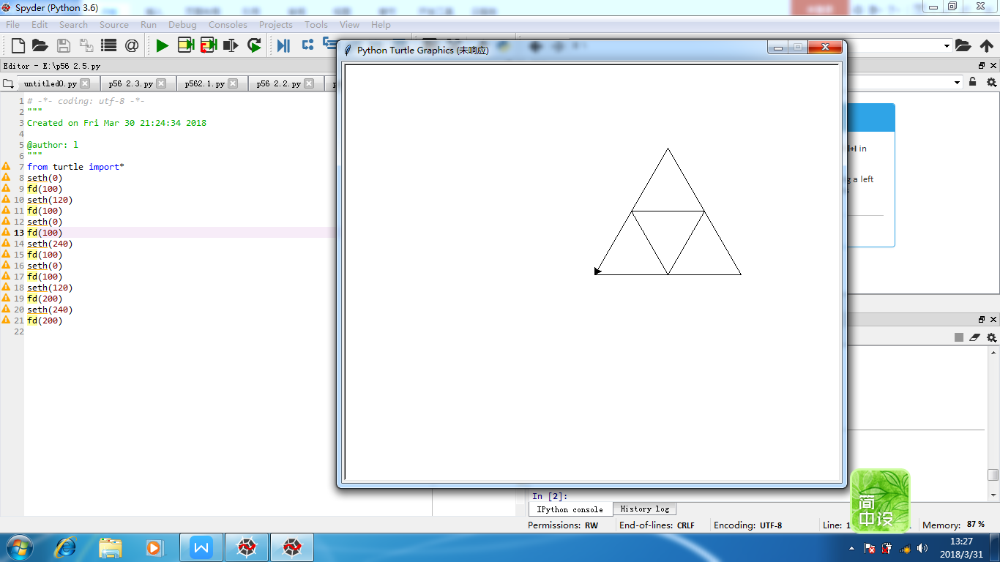 Spyder (Python 3.6)
File Edit Search Source Run Debug Consoles Projects Tools View Help
Python Turtle Graphics (未响应)
Editor - E:\p56 2.5.py
untitled0.py p56 2.3.py p562.1.py p56 2.2.py
1 # -*- coding: utf-8 -*-
2 """
3 Created on Fri Mar 30 21:24:34 2018
4
5 @author: l
6 """
7 from turtle import*
8 seth(0)
9 fd(100)
10 seth(120)
11 fd(100)
12 seth(0)
13 fd(100)
14 seth(240)
15 fd(100)
16 seth(0)
17 fd(100)
18 seth(120)
19 fd(200)
20 seth(240)
21 fd(200)
22
+I in
g a left
In [2]:
IPython console History log
简
中设
Permissions: RW End-of-lines: CRLF Encoding: UTF-8 Line: 1 Memory: 87 %
13:27
2018/3/31